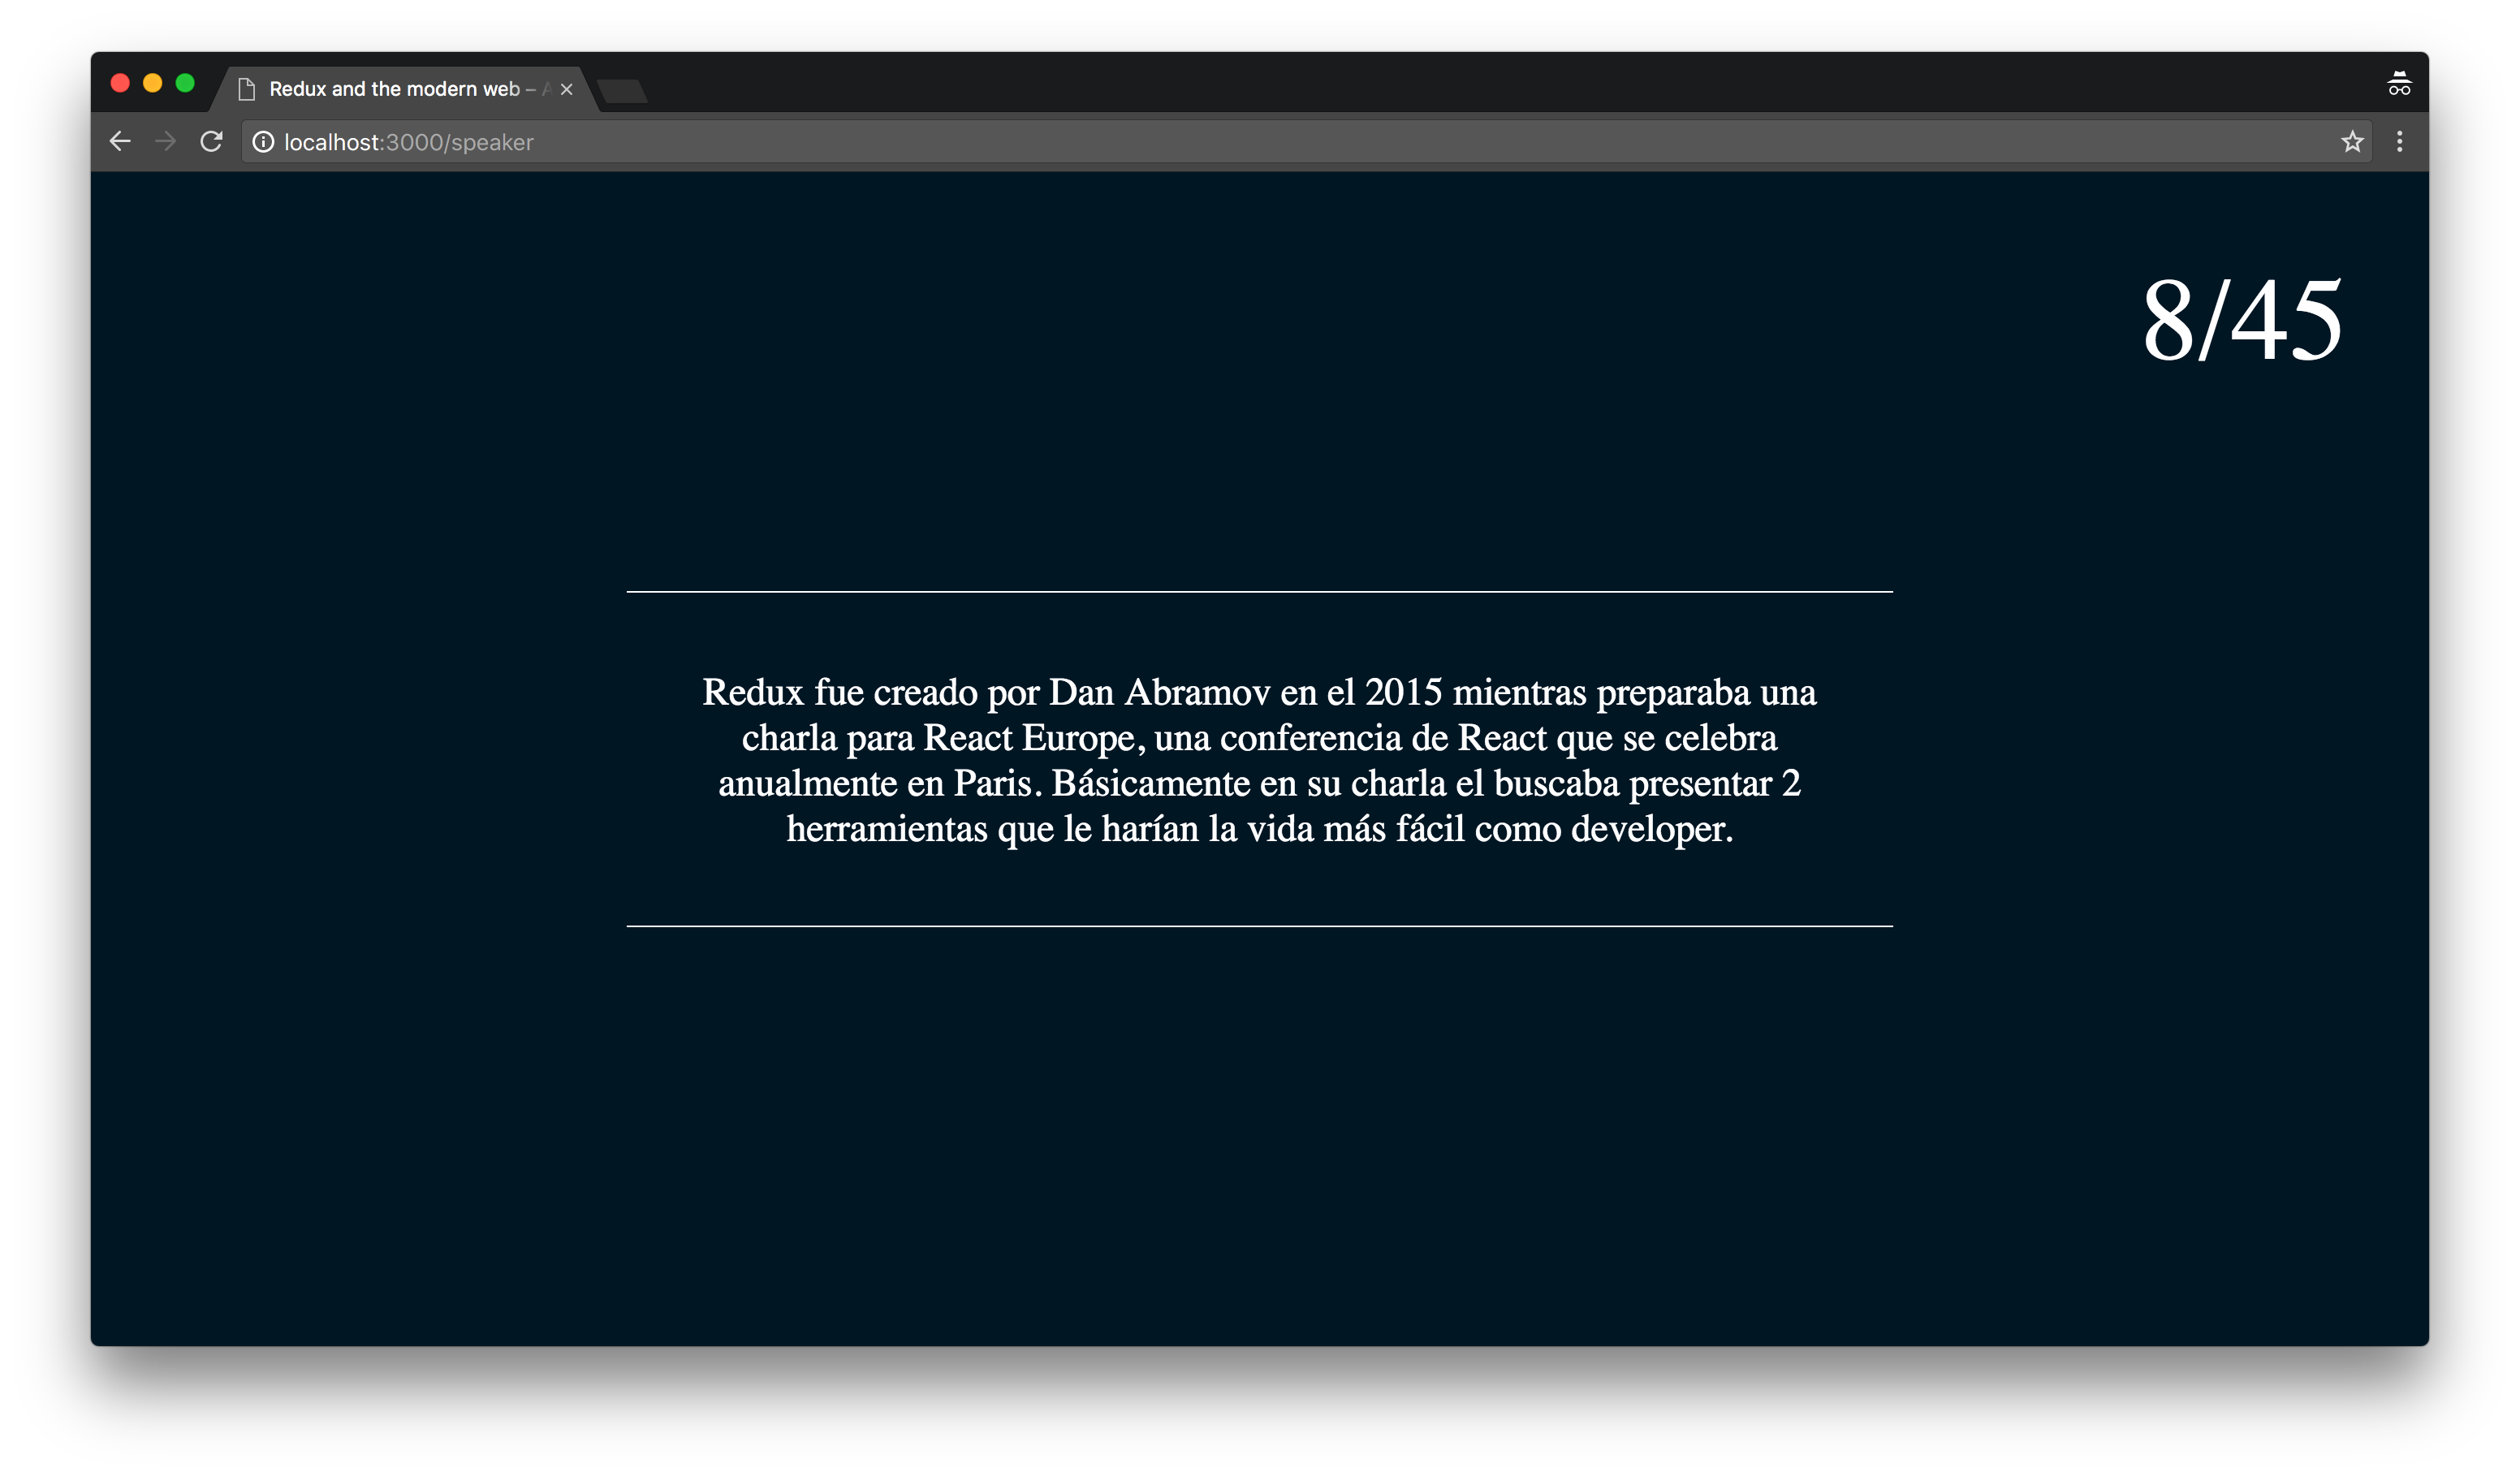 Redux and the modern web –
localhost:3000/speaker
8/45
Redux fue creado por Dan Abramov en el 2015 mientras preparaba una
charla para React Europe, una conferencia de React que se celebra
anualmente en Paris. Básicamente en su charla el buscaba presentar 2
herramientas que le harían la vida más fácil como developer.